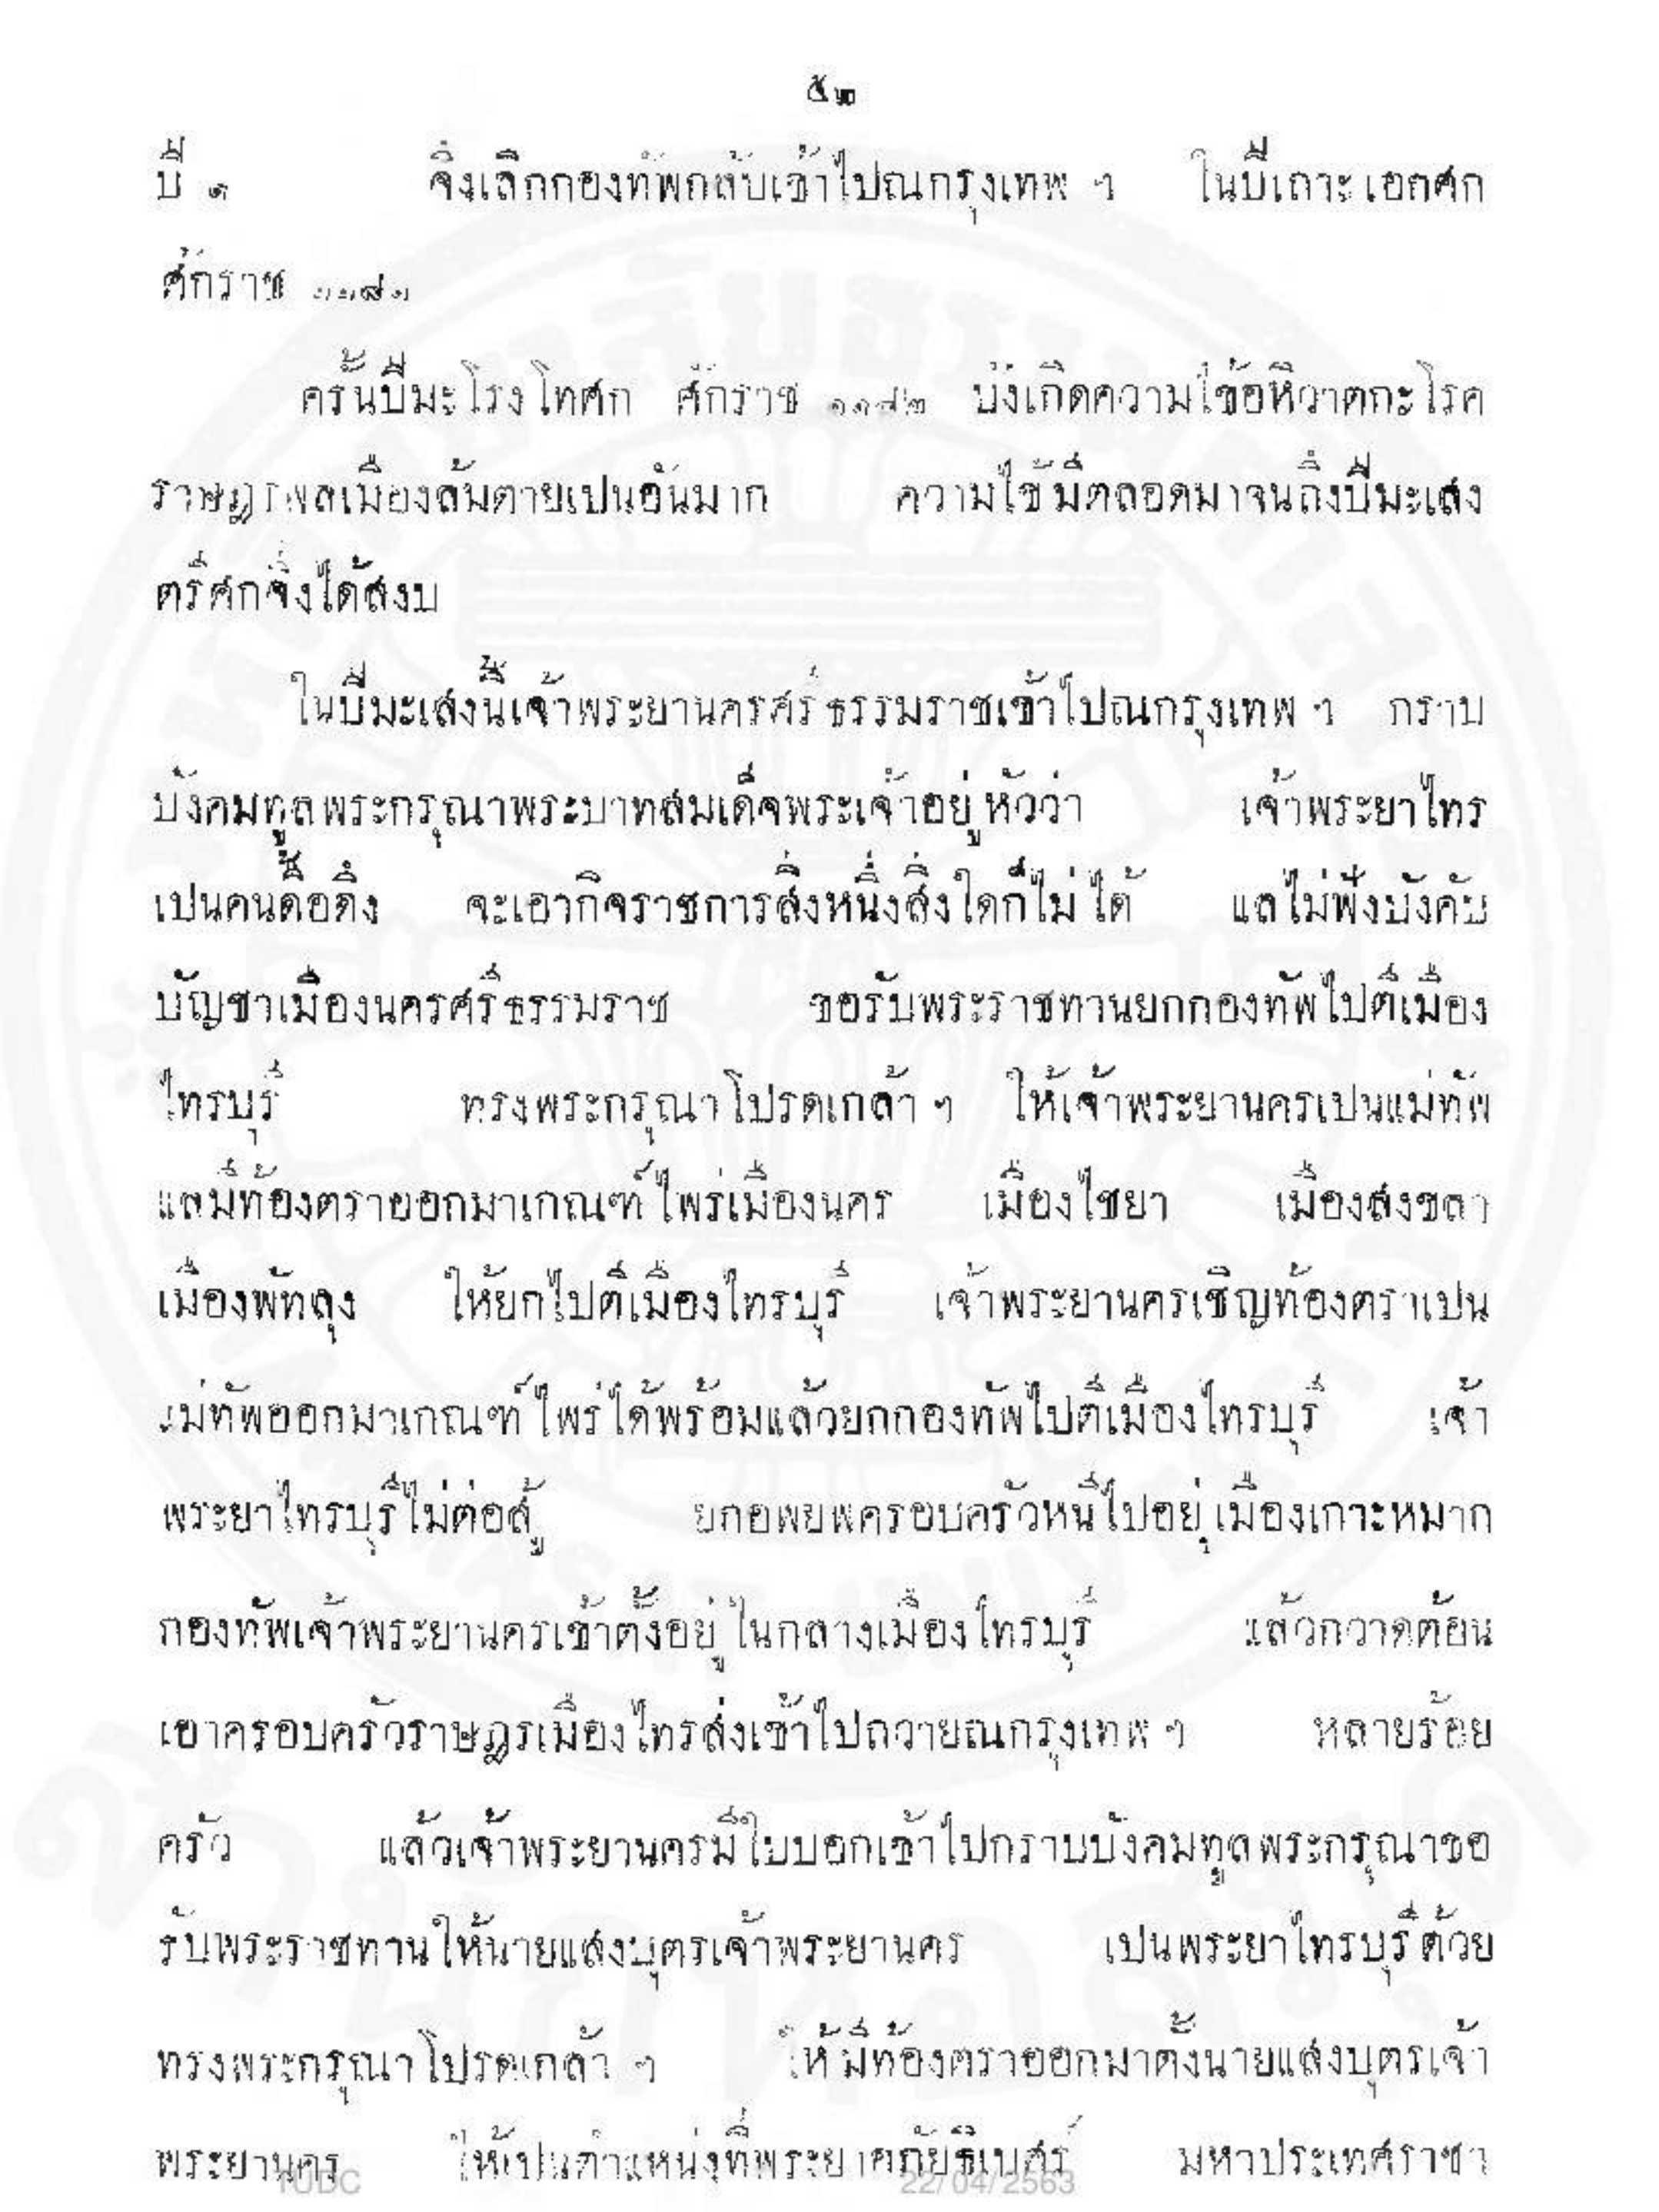 ๕๒
ปี ๑ จึงเลิกกองทัพกลับเข้าไปณกรุงเทพ ฯ ในปีเถาะ เอกศก
ศักราช ๑๑๘๑
ครั้นปีมะโรง โทศก ศักราช ๑๑๘๒ บังเกิดความไข้อหิวาตกะโรค
ราษฎรพลเมืองล้มตายเปนอันมาก ความไข้ มีตลอดมาจนถึงปีมะเส็ง
ตรีศกจึงได้สงบ
ในปีมะเสงนี้เจ้าพระยานครศรีธรรมราชเข้าไปณกรุงเทพ ฯ กราบ
บังคมทูลพระกรุณาพระบาทสมเด็จพระเจ้าอยู่หัวว่า เจ้าพระยาไทร
เปนคนดื้อดึง จะเอากิจราชการสิ่งหนึ่งสิ่งใดก็ไม่ได้ แลไม่ฟังบังคับ
บัญชาเมืองนครศรีธรรมราช ขอรับพระราชทานยกกองทัพไปตีเมือง
ไทรบุรี ทรงพระกรุณาโปรดเกล้า ฯ ให้เจ้าพระยานครเปนแม่ทัพ
แลมีท้องตราออกมาเกณฑ์ไพร่เมืองนคร เมืองไชยา เมืองสงขลา
เมืองพัทลุง ให้ยกไปตีเมืองไทรบุรี เจ้าพระยานครเชิญท้องตราเปน
แม่ทัพออกมาเกณฑ์ไพร่ได้พร้อมแล้วยกกองทัพไปตีเมืองไทรบุรี เจ้า
พระยาไทรบุรีไม่ต่อสู้ ยกอพยพครอบครัวหนีไปอยู่เมืองเกาะหมาก
กองทัพเจ้าพระยานครเข้าตั้งอยู่ในกลางเมืองไทรบุรี แล้วกวาดต้อน
เอาครอบครัวราษฎรเมืองไทรส่งเข้าไปถวายณกรุงเทพ ฯ หลายร้อย
ครัว แล้วเจ้าพระยานครมีใบบอกเข้าไปกราบบังคมทูลพระกรุณาขอ
รับพระราชทานให้นายแสงบุตรเจ้าพระยานคร เปนพระยาไทรบุรีด้วย
ทรงพระกรุณาโปรดเกล้า ฯ ให้มีท้องตราออกมาตั้งนายแสงบุตรเจ้า
พระยานคร ให้เปนตำแหน่งที่พระยาอภัยธิเบศร์ มหาประเทศราชา
TUDC 22/04/2563